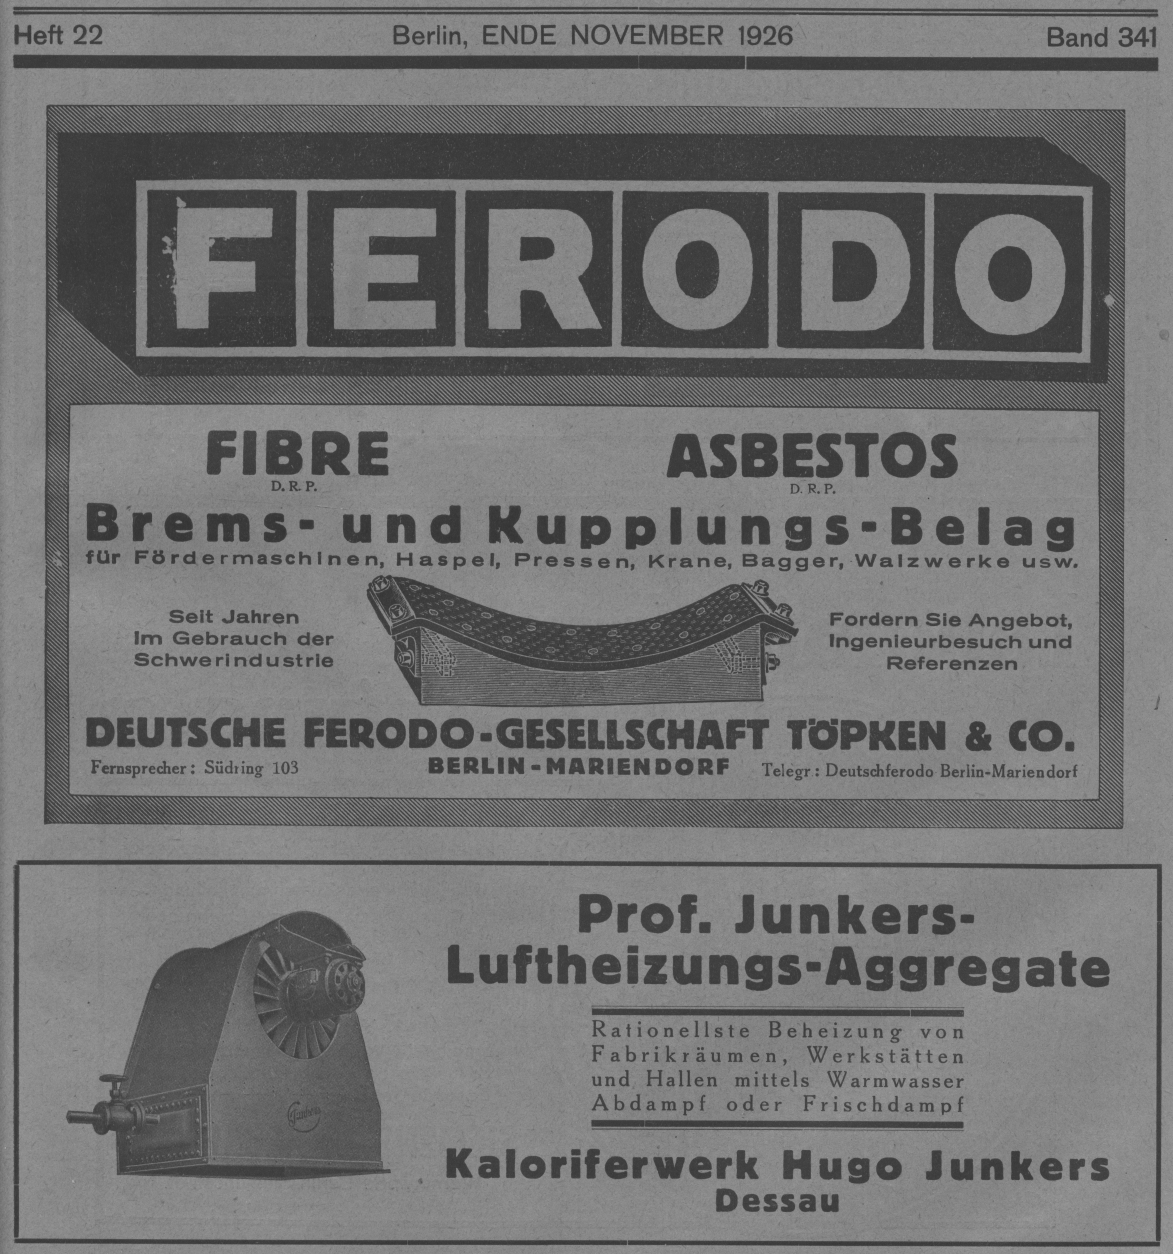 Heft 22 Berlin, ENDE NOVEMBER 1926 Band 341
FERODO
FIBRE ASBESTOS
D. R. P. D. R. P.
Brems- und Kupplungs-Belag
für Fördermaschinen, Haspel, Pressen, Krane, Bagger, Walzwerke usw.
Seit Jahren
im Gebrauch der
Schwerindustrie
Fordern Sie Angebot,
Ingenieurbesuch und
Referenzen
DEUTSCHE FERODO-GESELLSCHAFT TÖPKEN & CO.
Fernsprecher: Südring 103 BERLIN-MARIENDORF Telegr: Deutschferodo Berlin-Mariendorf
Prof. Junkers-
Luftheizungs-Aggregate
Rationellste Beheizung von
Fabrikräumen, Werkstätten
und Hallen mittels Warmwasser
Abdampf oder Frischdampf
Junkers
Kaloriferwerk Hugo Junkers
Dessau